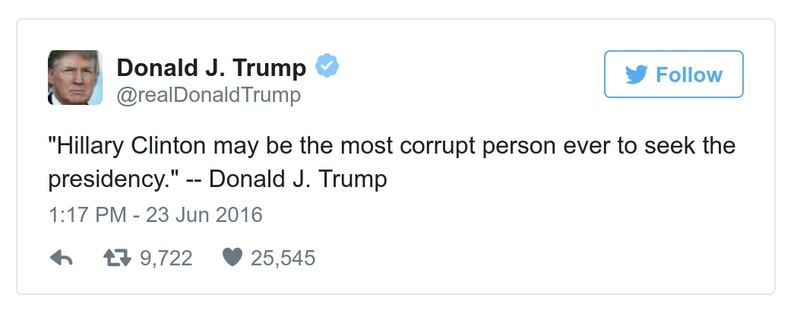 Donald J. Trump
@realDonaldTrump
Follow
"Hillary Clinton may be the most corrupt person ever to seek the
presidency." -- Donald J. Trump
1:17 PM - 23 Jun 2016
9,722 25,545